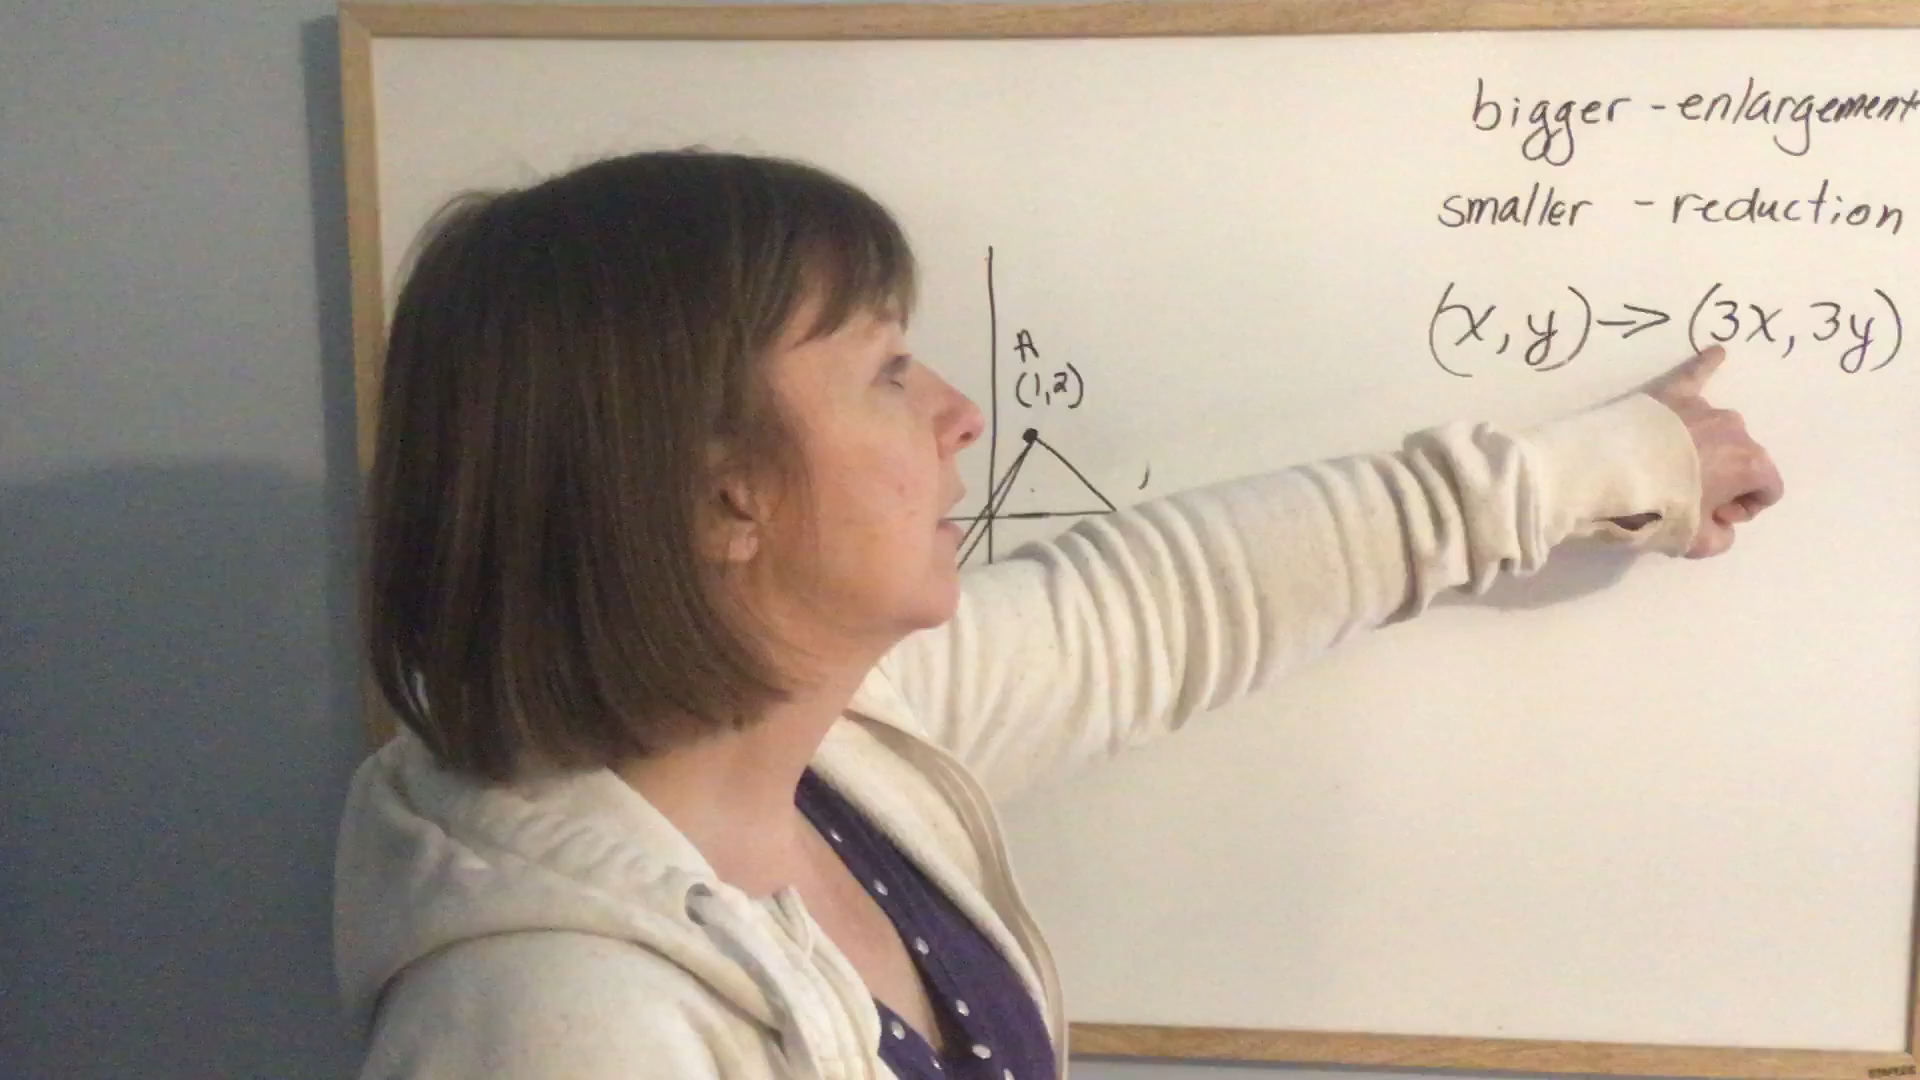 bigger - enlargement
smaller - reduction
(x, y) -> (3x, 3y)
A
(1,2)